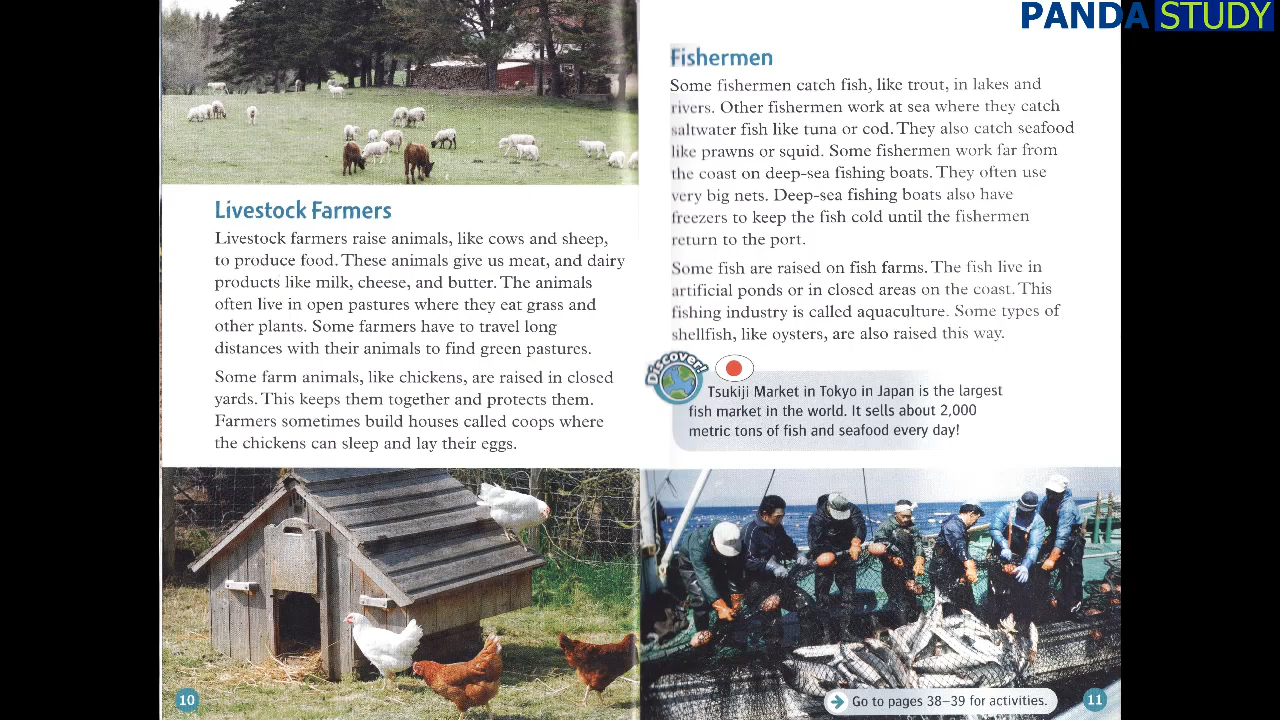 PANDA STUDY
Livestock Farmers
Livestock farmers raise animals, like cows and sheep,
to produce food. These animals give us meat, and dairy
products like milk, cheese, and butter. The animals
often live in open pastures where they eat grass and
other plants. Some farmers have to travel long
distances with their animals to find green pastures.
Some farm animals, like chickens, are raised in closed
yards. This keeps them together and protects them.
Farmers sometimes build houses called coops where
the chickens can sleep and lay their eggs.
10
Fishermen
Some fishermen catch fish, like trout, in lakes and
rivers. Other fishermen work at sea where they catch
saltwater fish like tuna or cod. They also catch seafood
like prawns or squid. Some fishermen work far from
the coast on deep-sea fishing boats. They often use
very big nets. Deep-sea fishing boats also have
freezers to keep the fish cold until the fishermen
return to the port.
Some fish are raised on fish farms. The fish live in
artificial ponds or in closed areas on the coast. This
fishing industry is called aquaculture. Some types of
shellfish, like oysters, are also raised this way.
Discover!
Tsukiji Market in Tokyo in Japan is the largest
fish market in the world. It sells about 2,000
metric tons of fish and seafood every day!
Go to pages 38–39 for activities.
11